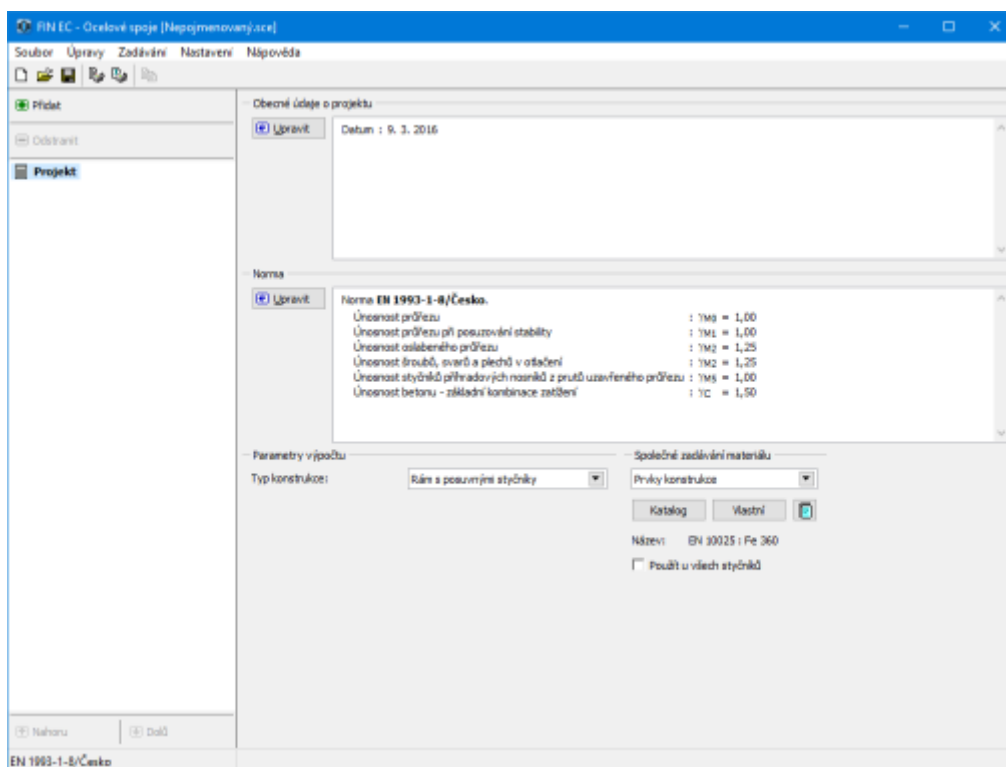 FIN EC - Ocelové spoje [Nepojmenovaný.sce]
Soubor Úpravy Zadávání Nastavení Nápověda
Přidat
Odstranit
Projekt
Obecné údaje o projektu
Upravit
Datum : 9. 3. 2016
Norma
Upravit
Norma EN 1993-1-8/Česko.
Únosnost průřezu : γM0 = 1,00
Únosnost průřezu při posuzování stability : γM1 = 1,00
Únosnost oslabeného průřezu : γM2 = 1,25
Únosnost šroubů, svarů a plechů v otlačení : γM2 = 1,25
Únosnost styčníků příhradových nosníků z prutů uzavřeného průřezu : γM5 = 1,00
Únosnost betonu - základní kombinace zatížení : γC = 1,50
Parametry výpočtu
Typ konstrukce: Rám s posuvnými styčníky
Společné zadávání materiálu
Prvky konstrukce
Katalog Vlastní
Název: EN 10025 : Fe 360
Použít u všech styčníků
Nahoru Dolů
EN 1993-1-8/Česko